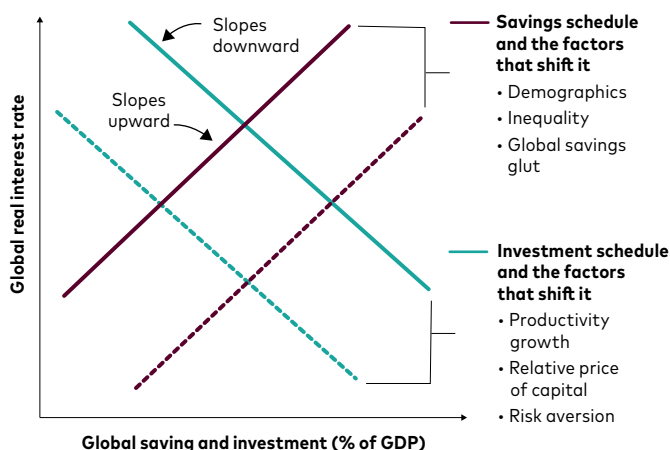 Global real interest rate
Slopes
downward
Slopes
upward
Savings schedule
and the factors
that shift it
• Demographics
• Inequality
• Global savings
glut
Investment schedule
and the factors
that shift it
• Productivity
growth
• Relative price
of capital
• Risk aversion
Global saving and investment (% of GDP)